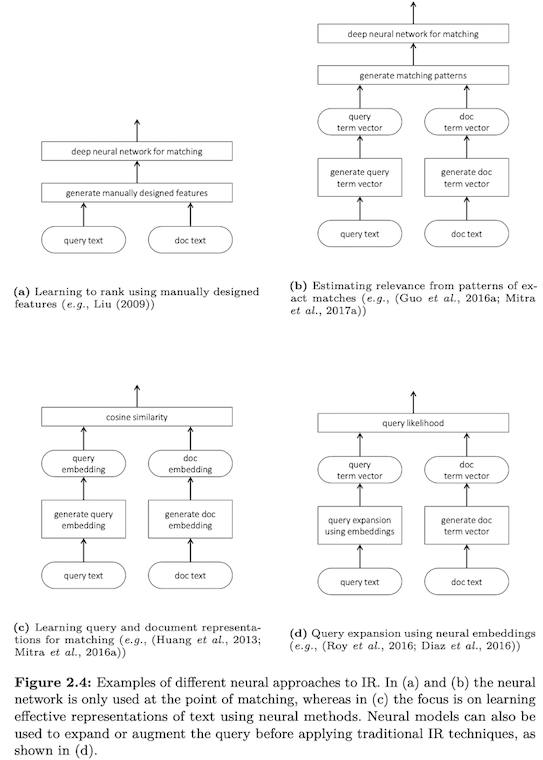 deep neural network for matching
generate manually designed features
query text
doc text
(a) Learning to rank using manually designed
features (e.g., Liu (2009))
deep neural network for matching
generate matching patterns
query
term vector
doc
term vector
generate query
term vector
generate doc
term vector
query text
doc text
(b) Estimating relevance from patterns of ex-
act matches (e.g., (Guo et al., 2016a; Mitra
et al., 2017a))
cosine similarity
query
embedding
doc
embedding
generate query
embedding
generate doc
embedding
query text
doc text
(c) Learning query and document representa-
tions for matching (e.g., (Huang et al., 2013;
Mitra et al., 2016a))
query likelihood
query
term vector
doc
term vector
query expansion
using embeddings
generate doc
term vector
query text
doc text
(d) Query expansion using neural embeddings
(e.g., (Roy et al., 2016; Diaz et al., 2016))
Figure 2.4: Examples of different neural approaches to IR. In (a) and (b) the neural
network is only used at the point of matching, whereas in (c) the focus is on learning
effective representations of text using neural methods. Neural models can also be
used to expand or augment the query before applying traditional IR techniques, as
shown in (d).